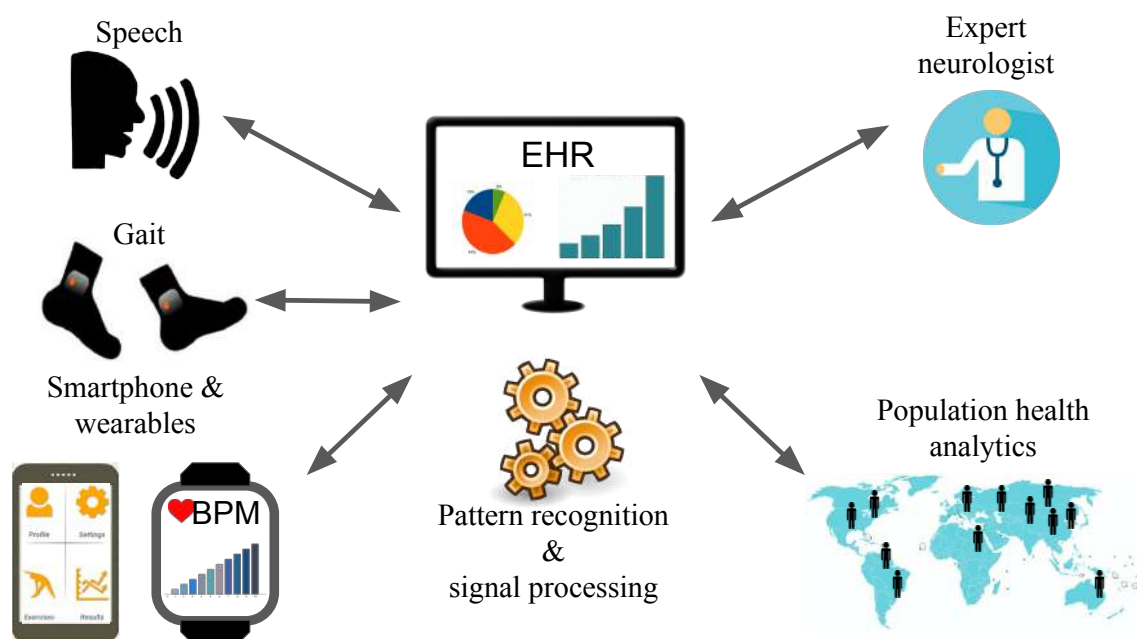 Speech
Expert
neurologist
EHR
Gait
Smartphone &
wearables
Population health
analytics
BPM
Profile
Settings
Exercises
Results
Pattern recognition
&
signal processing